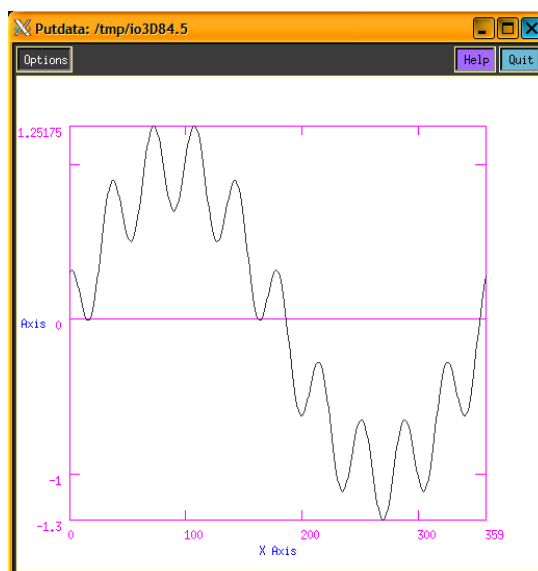 Putdata: /tmp/io3D84.5
Options Help Quit
1.25175
Axis 0
-1
-1.3
0 100 200 300 359
X Axis